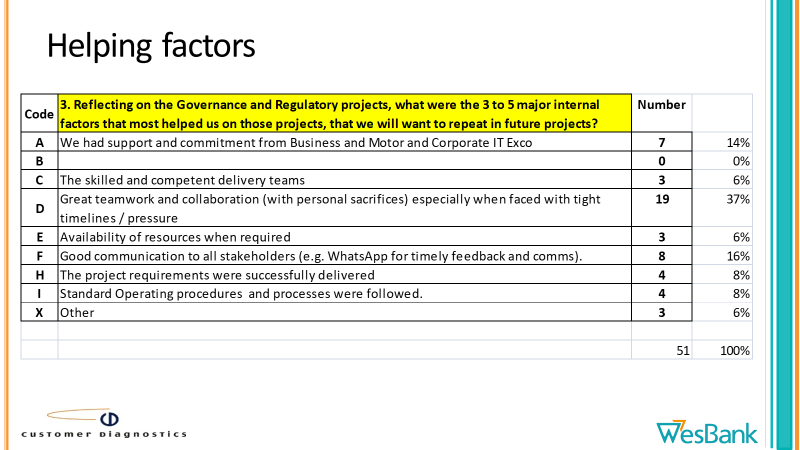 Helping factors
Code
3. Reflecting on the Governance and Regulatory projects, what were the 3 to 5 major internal
factors that most helped us on those projects, that we will want to repeat in future projects?
Number
A We had support and commitment from Business and Motor and Corporate IT Exco 7 14%
B 0 0%
C The skilled and competent delivery teams 3 6%
D Great teamwork and collaboration (with personal sacrifices) especially when faced with tight 19 37%
timelines / pressure
E Availability of resources when required 3 6%
F Good communication to all stakeholders (e.g. WhatsApp for timely feedback and comms). 8 16%
H The project requirements were successfully delivered 4 8%
I Standard Operating procedures and processes were followed. 4 8%
X Other 3 6%
51 100%
CD
customer Diagnostics
WesBank